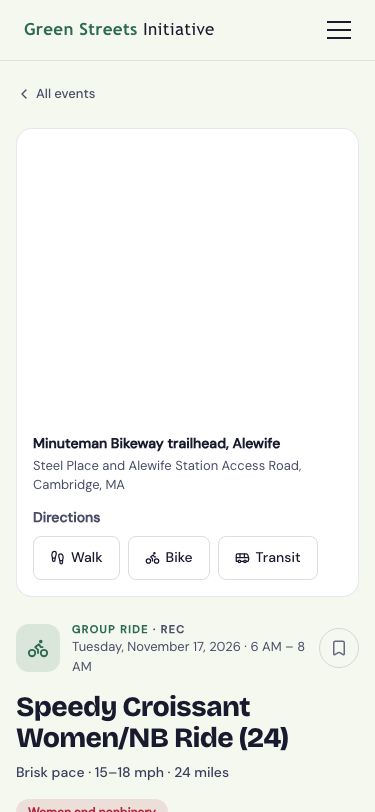 Green Streets Initiative
All events
Minuteman Bikeway trailhead, Alewife
Steel Place and Alewife Station Access Road,
Cambridge, MA
Directions
Walk
Bike
Transit
GROUP RIDE · REC
Tuesday, November 17, 2026 · 6 AM – 8
AM
Speedy Croissant
Women/NB Ride (24)
Brisk pace · 15–18 mph · 24 miles
Women and nonbinary